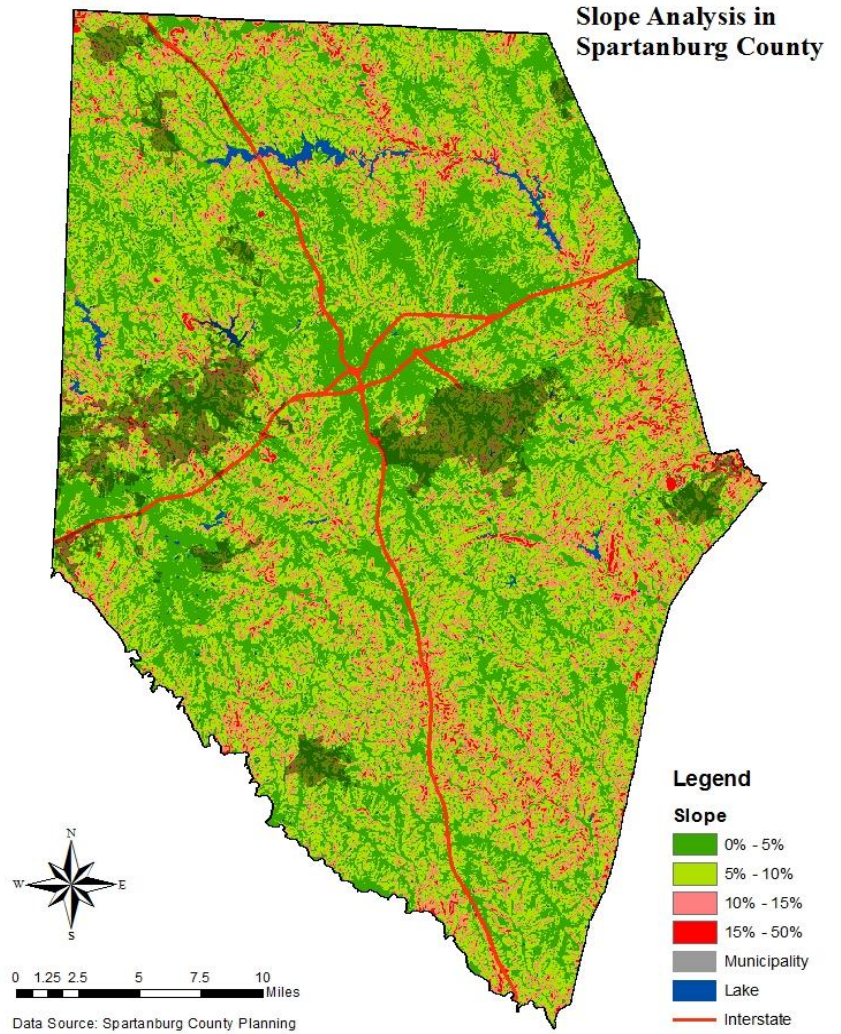 Slope Analysis in
Spartanburg County
Legend
Slope
0% - 5%
5% - 10%
10% - 15%
15% - 50%
Municipality
Lake
Interstate
N
W E
S
0 1.25 2.5 5 7.5 10
Miles
Data Source: Spartanburg County Planning